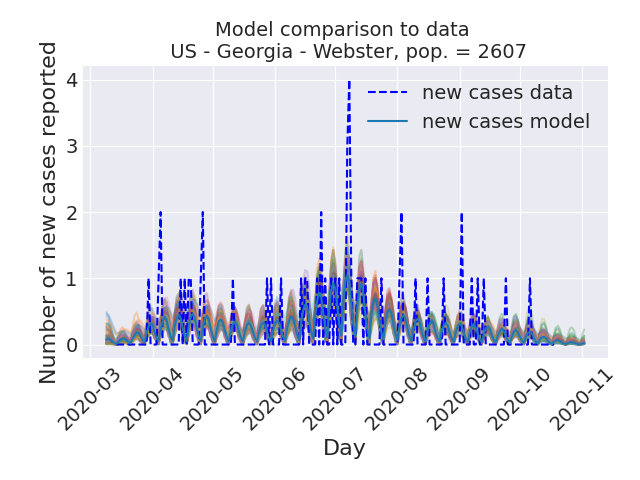 Model comparison to data
US - Georgia - Webster, pop. = 2607
new cases data
new cases model
Number of new cases reported
4
3
2
1
0
2020-03
2020-04
2020-05
2020-06
2020-07
2020-08
2020-09
2020-10
2020-11
Day